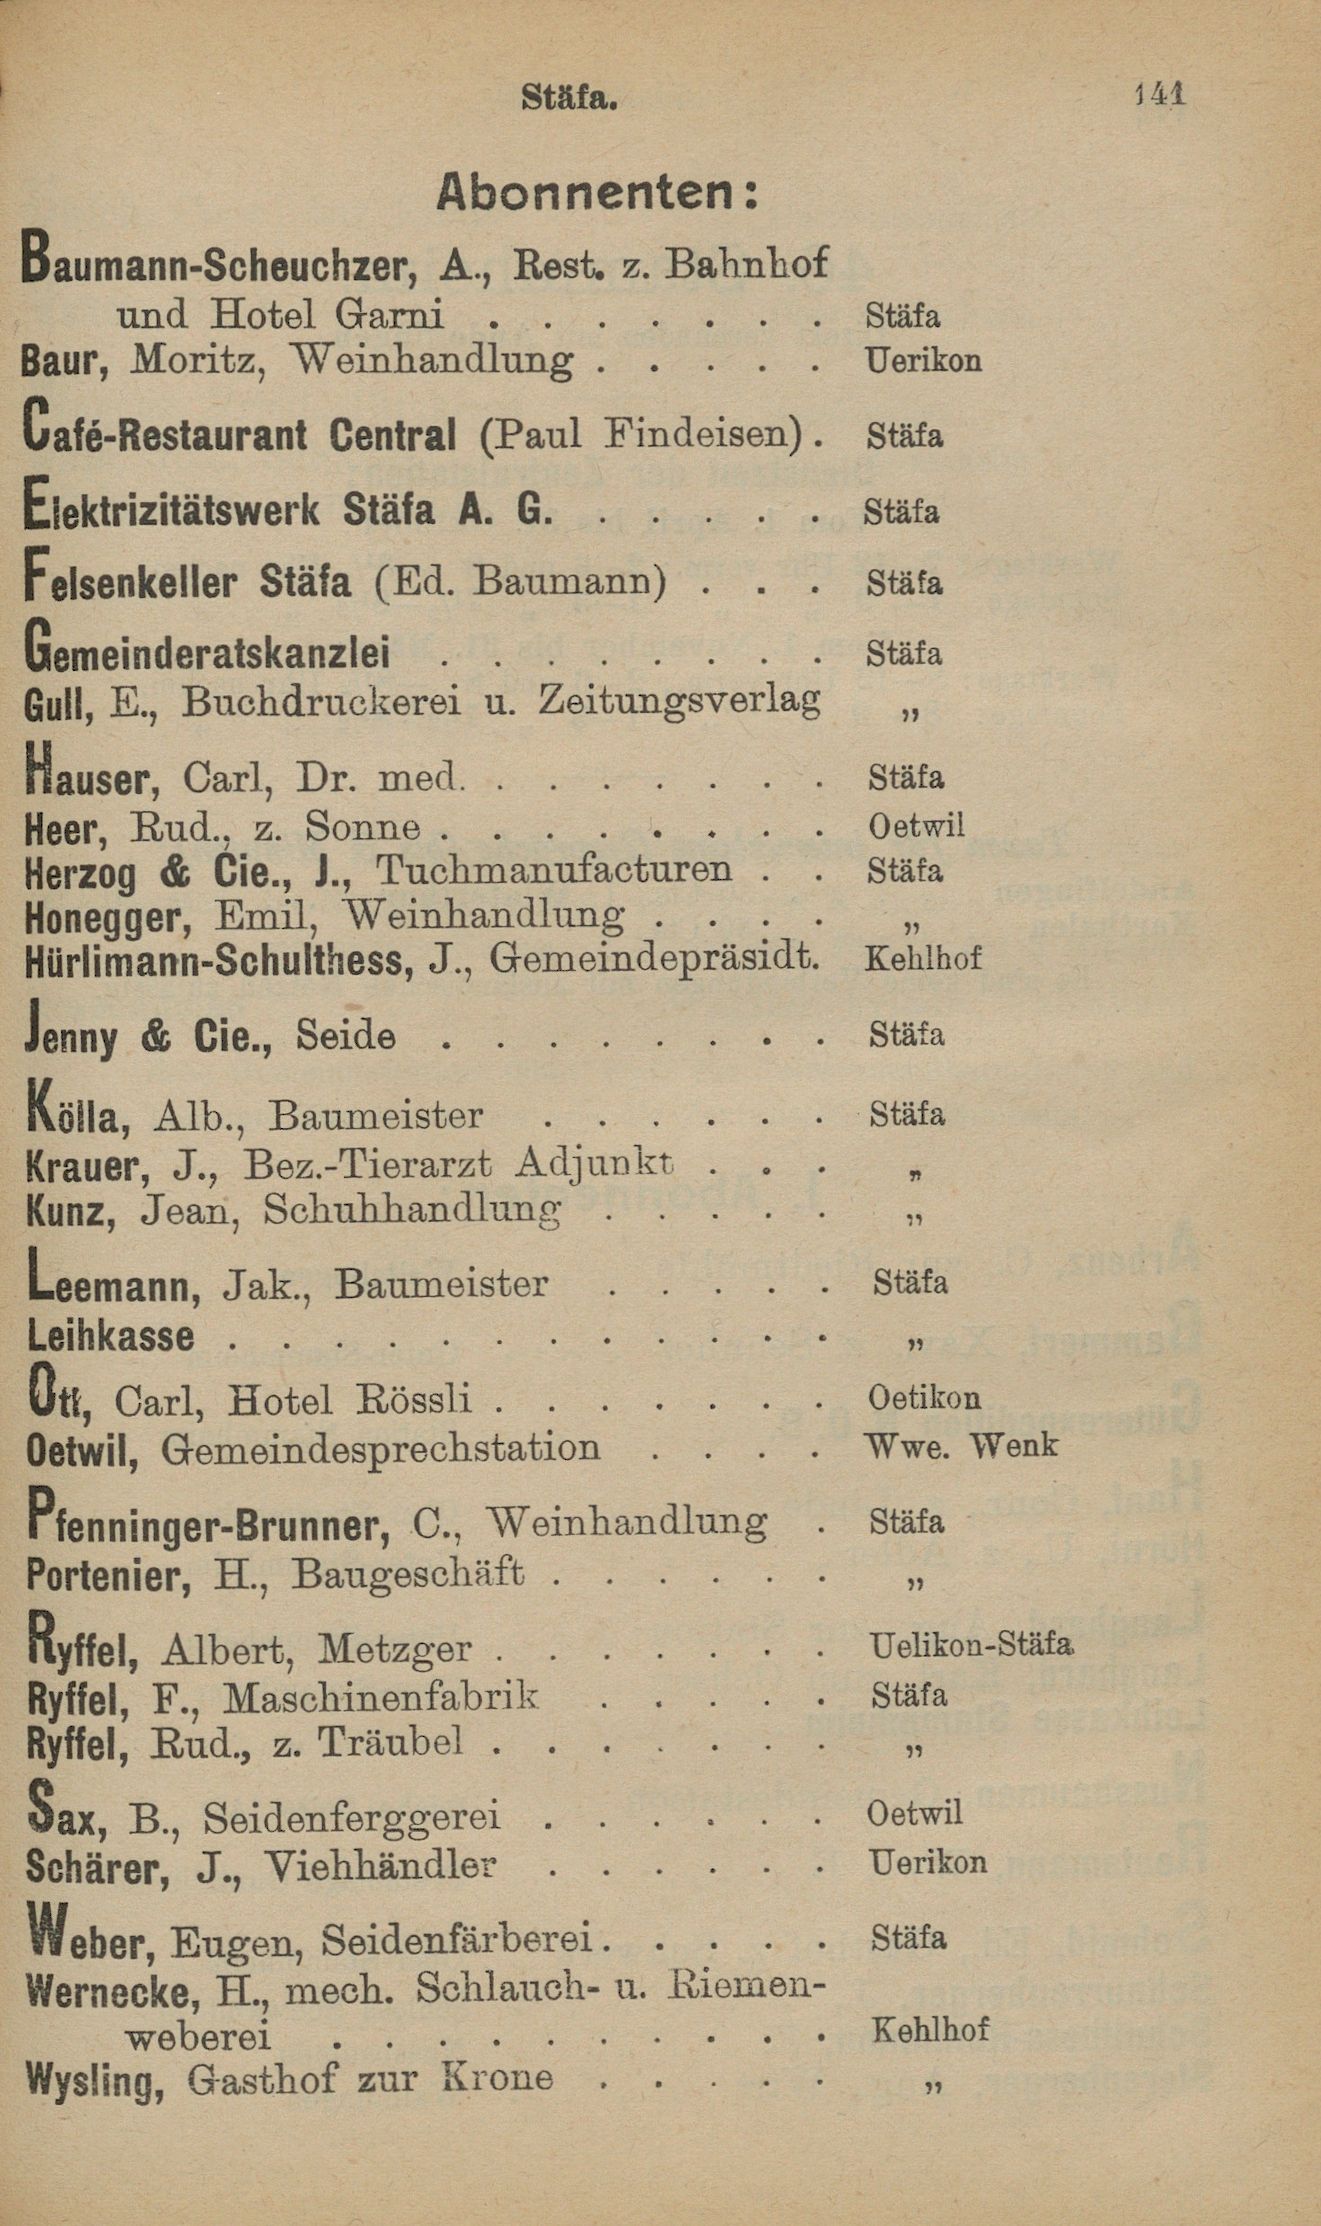 Stäfa. 141
Abonnenten:
Baumann-Scheuchzer, A., Rest. z. Bahnhof
und Hotel Garni . . . . . . . Stäfa
Baur, Moritz, Weinhandlung . . . . . Uerikon
Café-Restaurant Central (Paul Findeisen) . Stäfa
Elektrizitätswerk Stäfa A. G. . . . . . Stäfa
Felsenkeller Stäfa (Ed. Baumann) . . . Stäfa
Gemeinderatskanzlei . . . . . . . . Stäfa
Gull, E., Buchdruckerei u. Zeitungsverlag „
Hauser, Carl, Dr. med. . . . . . . . Stäfa
Heer, Rud., z. Sonne . . . . . . . . Oetwil
Herzog & Cie., J., Tuchmanufacturen . . Stäfa
Honegger, Emil, Weinhandlung . . . . „
Hürlimann-Schulthess, J., Gemeindepräsidt. Kehlhof
Jenny & Cie., Seide . . . . . . . . Stäfa
Kölla, Alb., Baumeister . . . . . . Stäfa
Krauer, J., Bez.-Tierarzt Adjunkt . . . „
Kunz, Jean, Schuhhandlung . . . . . „
Leemann, Jak., Baumeister . . . . . Stäfa
Leihkasse . . . . . . . . . . . . „
Ott, Carl, Hotel Rössli . . . . . . . Oetikon
Oetwil, Gemeindesprechstation . . . . Wwe. Wenk
Pfenninger-Brunner, C., Weinhandlung . Stäfa
Portenier, H., Baugeschäft . . . . . . „
Ryffel, Albert, Metzger . . . . . . . Uelikon-Stäfa
Ryffel, F., Maschinenfabrik . . . . . Stäfa
Ryffel, Rud., z. Träubel . . . . . . . „
Sax, B., Seidenferggerei . . . . . . Oetwil
Schärer, J., Viehhändler . . . . . . Uerikon
Weber, Eugen, Seidenfärberei . . . . . Stäfa
Wernecke, H., mech. Schlauch- u. Riemen-
weberei . . . . . . . . . . Kehlhof
Wysling, Gasthof zur Krone . . . . . „